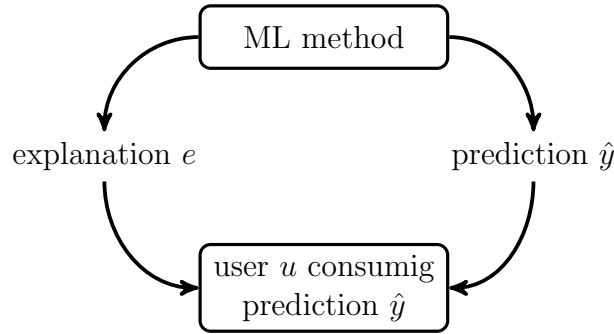 ML method
explanation e
prediction ŷ
user u consumig
prediction ŷ